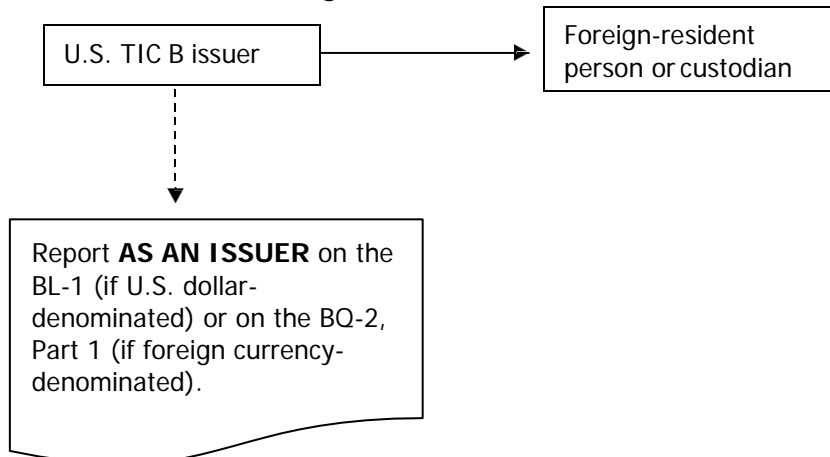 U.S. TIC B issuer
Foreign-resident
person or custodian
Report AS AN ISSUER on the
BL-1 (if U.S. dollar-
denominated) or on the BQ-2,
Part 1 (if foreign currency-
denominated).